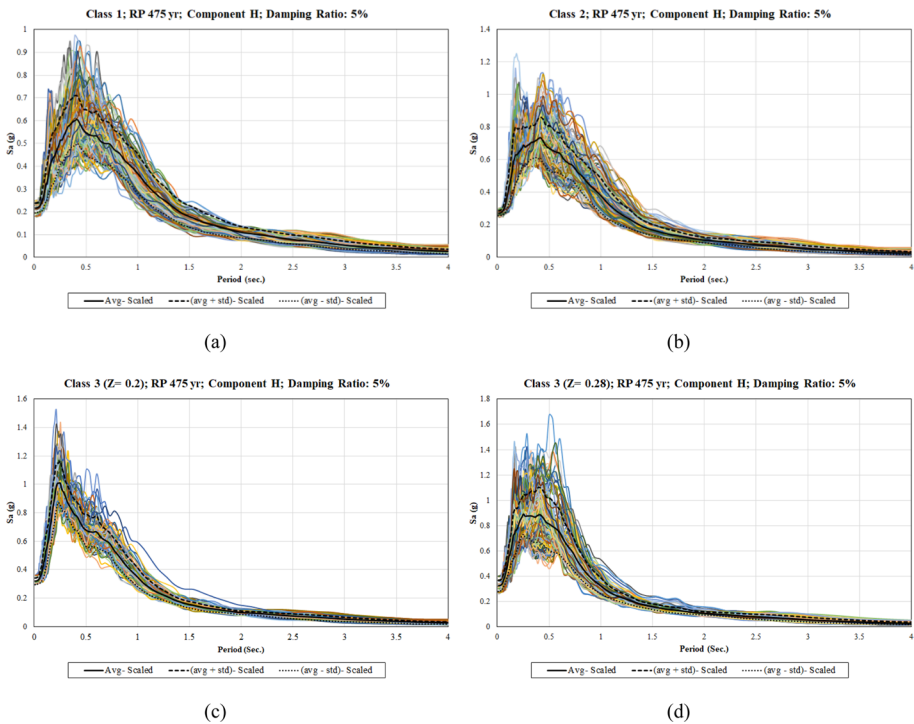 Class 1; RP 475 yr; Component H; Damping Ratio: 5%
Sa (g)
1
0.9
0.8
0.7
0.6
0.5
0.4
0.3
0.2
0.1
0
0 0.5 1 1.5 2 2.5 3 3.5 4
Period (sec.)
Avg- Scaled (avg + std)- Scaled (avg - std)- Scaled
(a)
Class 2; RP 475 yr; Component H; Damping Ratio: 5%
Sa (g)
1.4
1.2
1
0.8
0.6
0.4
0.2
0
0 0.5 1 1.5 2 2.5 3 3.5 4
Period (sec.)
Avg- Scaled (avg + std)- Scaled (avg - std)- Scaled
(b)
Class 3 (Z= 0.2); RP 475 yr; Component H; Damping Ratio: 5%
Sa (g)
1.6
1.4
1.2
1
0.8
0.6
0.4
0.2
0
0 0.5 1 1.5 2 2.5 3 3.5 4
Period (Sec.)
Avg- Scaled (avg + std)- Scaled (avg - std)- Scaled
(c)
Class 3 (Z= 0.28); RP 475 yr; Component H; Damping Ratio: 5%
Sa (g)
1.8
1.6
1.4
1.2
1
0.8
0.6
0.4
0.2
0
0 0.5 1 1.5 2 2.5 3 3.5 4
Period (Sec.)
Avg- Scaled (avg + std)- Scaled (avg - std)- Scaled
(d)